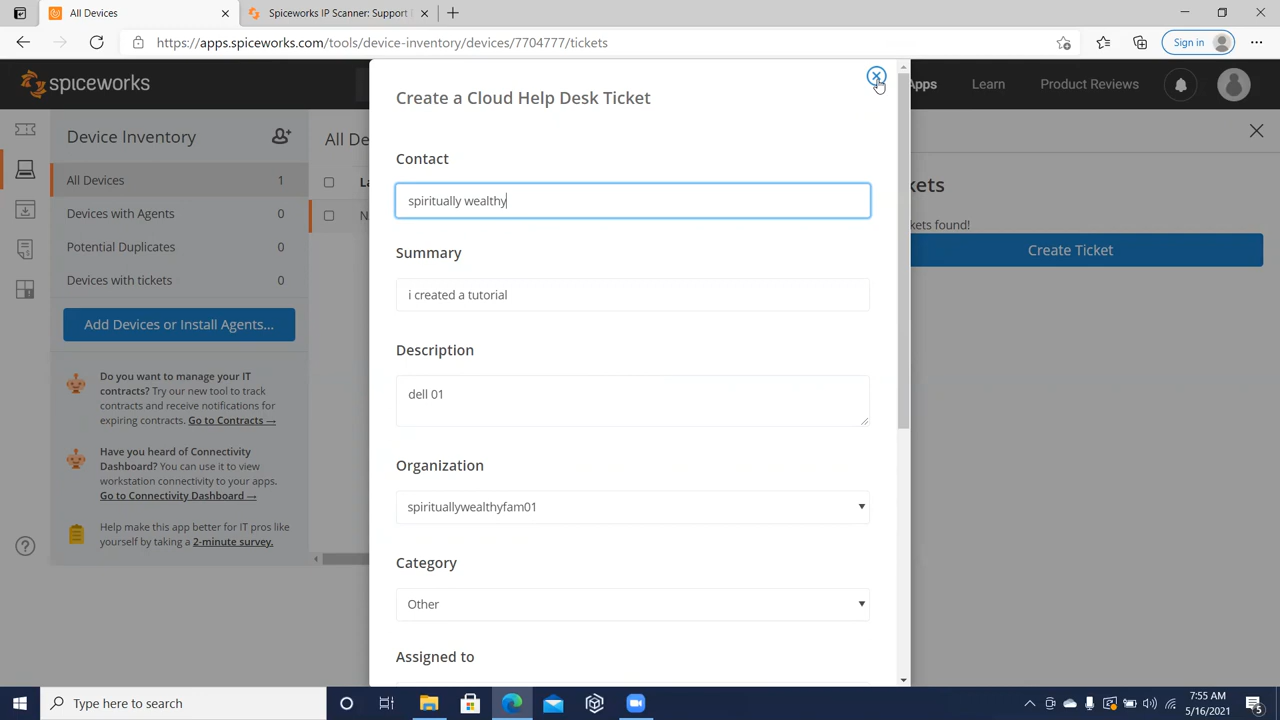 All Devices
Spiceworks IP Scanner: Support
https://apps.spiceworks.com/tools/device-inventory/devices/7704777/tickets
Sign in
spiceworks
Apps
Learn
Product Reviews
Create a Cloud Help Desk Ticket
Device Inventory
All De
All Devices 1
Devices with Agents 0
Potential Duplicates 0
Devices with tickets 0
Add Devices or Install Agents...
Do you want to manage your IT
contracts? Try our new tool to track
contracts and receive notifications for
expiring contracts. Go to Contracts →
Have you heard of Connectivity
Dashboard? You can use it to view
workstation connectivity to your apps.
Go to Connectivity Dashboard →
Help make this app better for IT pros like
yourself by taking a 2-minute survey.
La
N
Contact
spiritually wealthy
Summary
i created a tutorial
Description
dell 01
Organization
spirituallywealthyfam01
Category
Other
Assigned to
kets
kets found!
Create Ticket
Type here to search
7:55 AM
5/16/2021
5